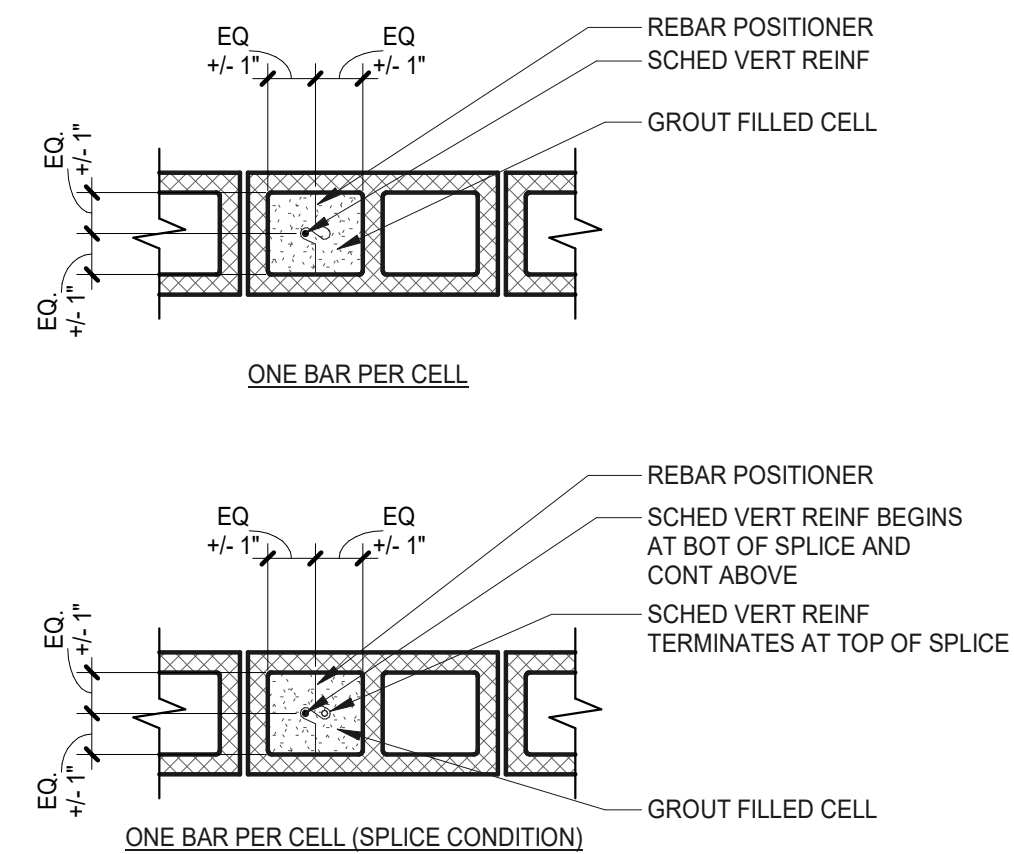 EQ
+/- 1"
EQ
+/- 1"
REBAR POSITIONER
SCHED VERT REINF
GROUT FILLED CELL
EQ.
+/- 1"
EQ.
+/- 1"
ONE BAR PER CELL
EQ
+/- 1"
EQ
+/- 1"
REBAR POSITIONER
SCHED VERT REINF BEGINS
AT BOT OF SPLICE AND
CONT ABOVE
SCHED VERT REINF
TERMINATES AT TOP OF SPLICE
EQ.
+/- 1"
EQ.
+/- 1"
GROUT FILLED CELL
ONE BAR PER CELL (SPLICE CONDITION)